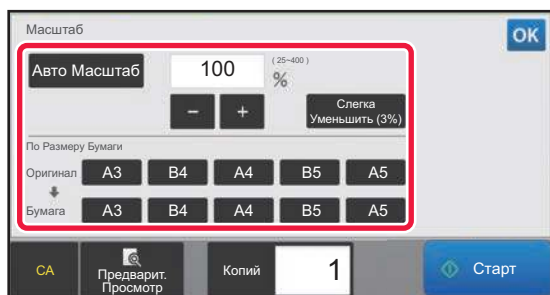 Масштаб
OK
Авто Масштаб
100
(25~400)
%
− +
Слегка
Уменьшить (3%)
По Размеру Бумаги
Оригинал A3 B4 A4 B5 A5
Бумага A3 B4 A4 B5 A5
CA
Предварит.
Просмотр
Копий
1
Старт